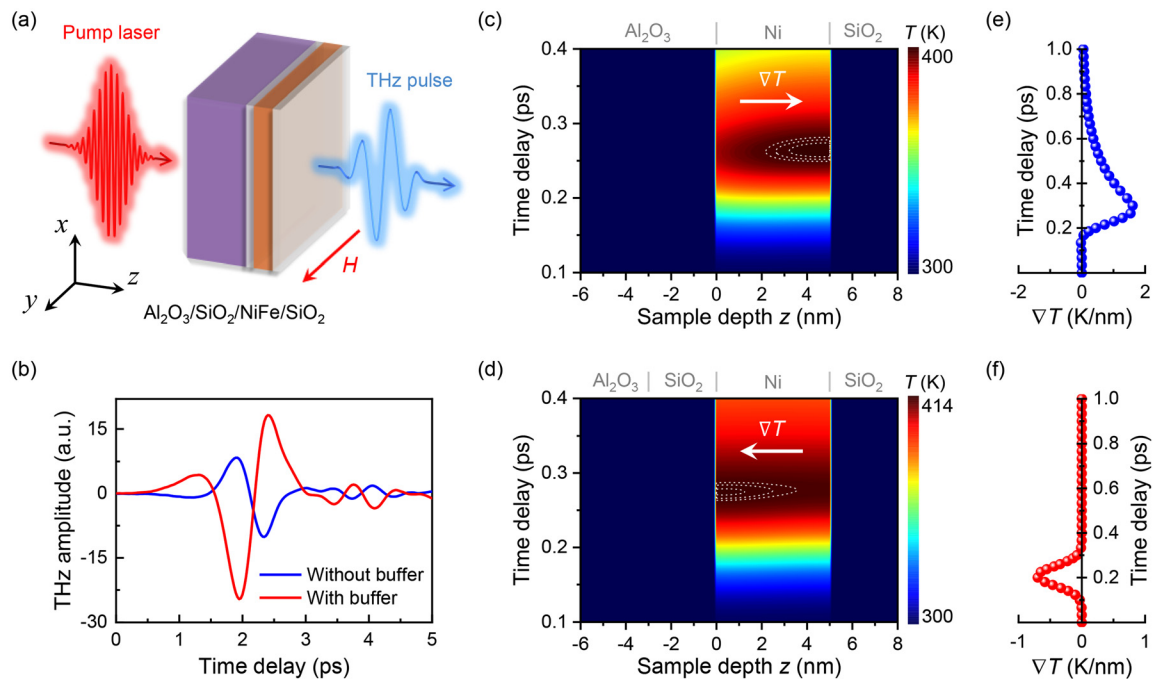 (a)
Pump laser
THz pulse
x
y
z
H
Al₂O₃/SiO₂/NiFe/SiO₂
(b)
THz amplitude (a.u.)
15
0
-15
-30
0 1 2 3 4 5
Time delay (ps)
Without buffer
With buffer
(c)
Al₂O₃ Ni SiO₂
T (K)
400
300
∇T
Time delay (ps)
0.4
0.3
0.2
0.1
-6 -4 -2 0 2 4 6 8
Sample depth z (nm)
(d)
Al₂O₃ SiO₂ Ni SiO₂
T (K)
414
300
∇T
Time delay (ps)
0.4
0.3
0.2
0.1
-6 -4 -2 0 2 4 6 8
Sample depth z (nm)
(e)
1.0
0.8
0.6
0.4
0.2
Time delay (ps)
-2 0 2
∇T (K/nm)
(f)
1.0
0.8
0.6
0.4
0.2
Time delay (ps)
-1 0 1
∇T (K/nm)